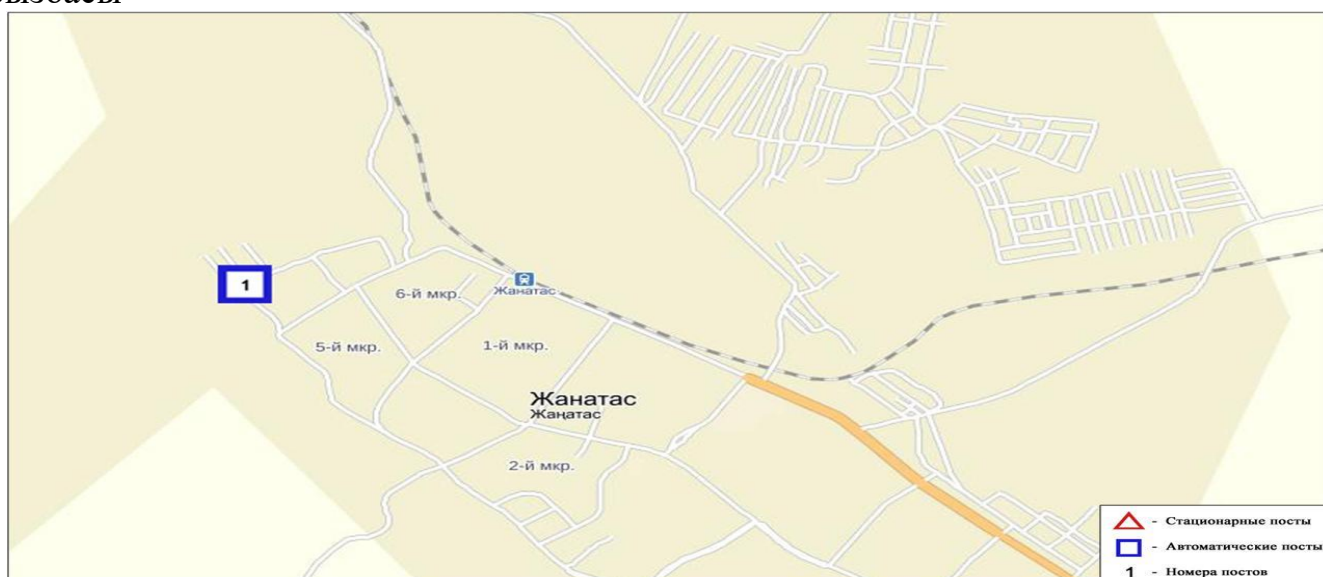 1
6-й мкр.
Жанатас
5-й мкр.
1-й мкр.
Жанатас
Жаңатас
2-й мкр.
- Стационарные посты
- Автоматические посты
1 - Номера постов